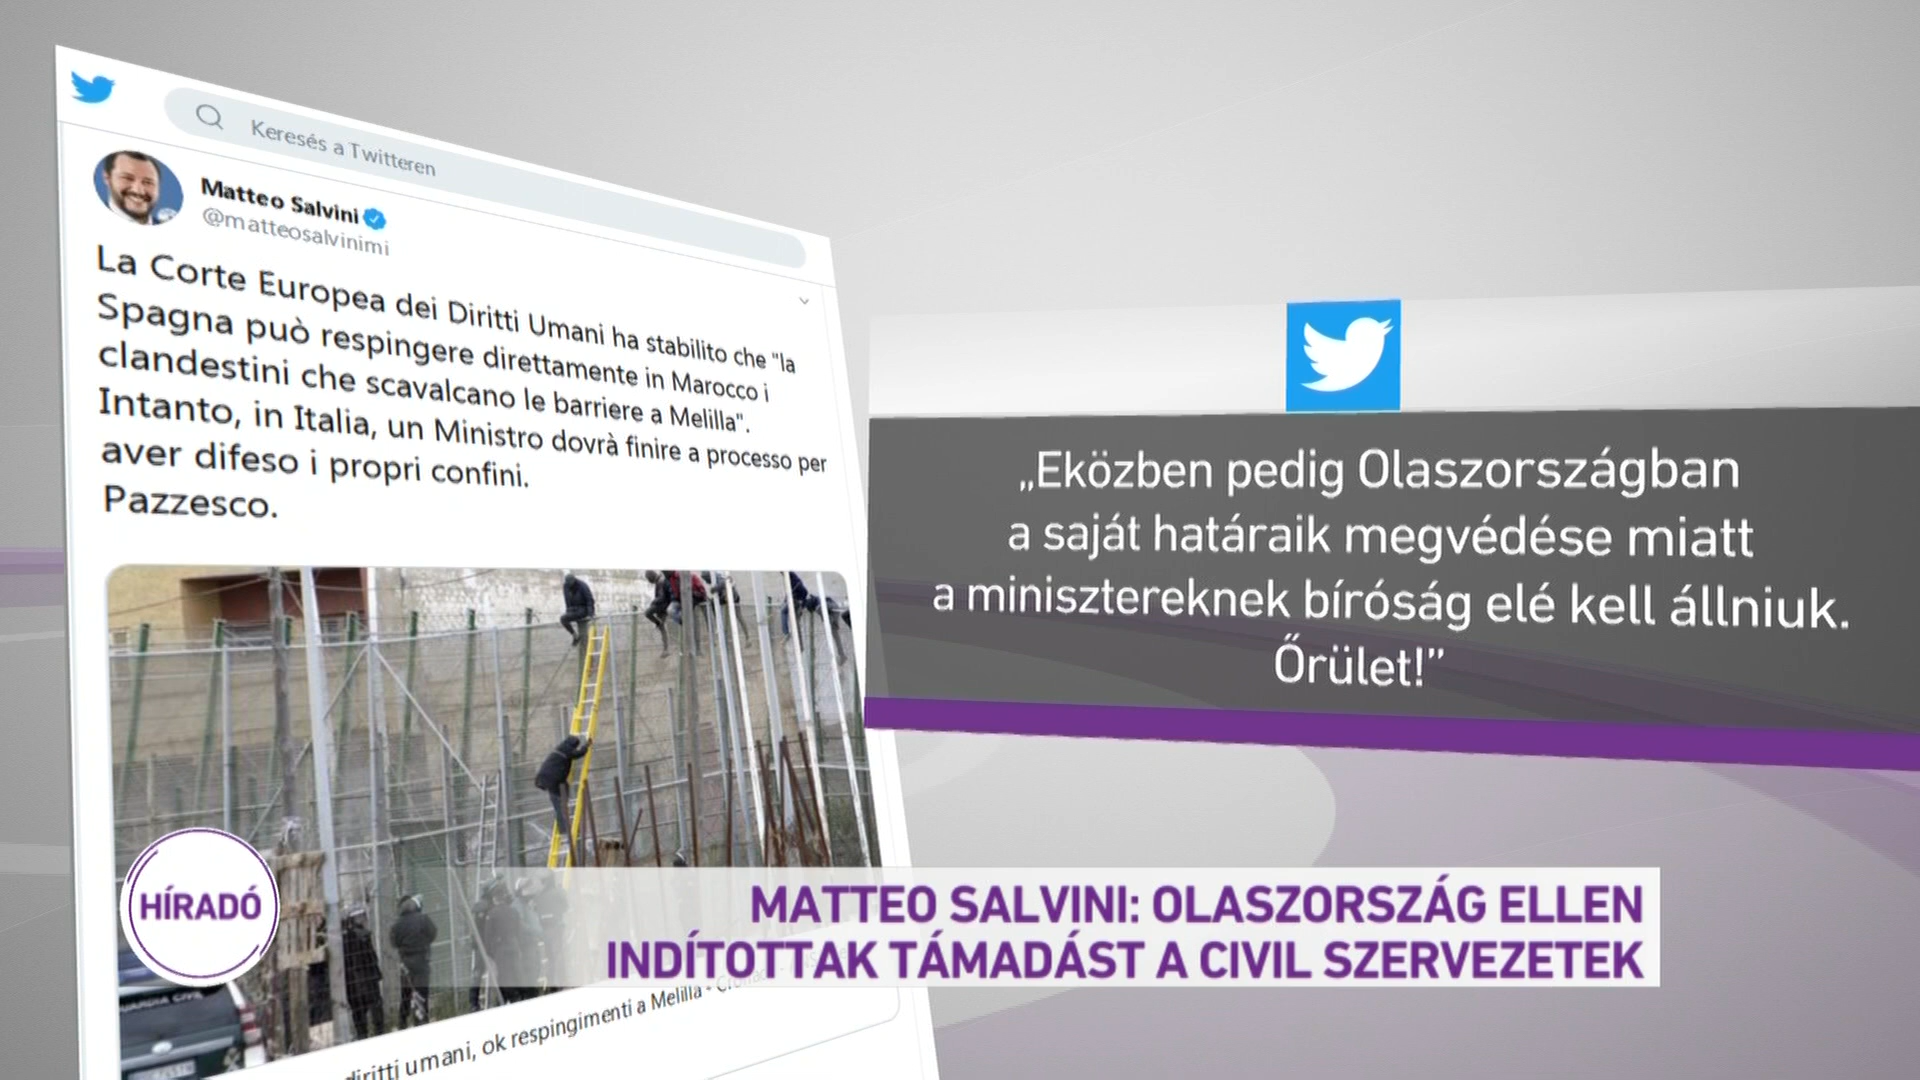 Keresés a Twitteren
Matteo Salvini
@matteosalvinimi
La Corte Europea dei Diritti Umani ha stabilito che "la
Spagna può respingere direttamente in Marocco i
clandestini che scavalcano le barriere a Melilla".
Intanto, in Italia, un Ministro dovrà finire a processo per
aver difeso i propri confini.
Pazzesco.
„Eközben pedig Olaszországban
a saját határaik megvédése miatt
a minisztereknek bíróság elé kell állniuk.
Őrület!”
HÍRADÓ
MATTEO SALVINI: OLASZORSZÁG ELLEN
INDÍTOTTAK TÁMADÁST A CIVIL SZERVEZETEK
diritti umani, ok respingimenti a Melilla -